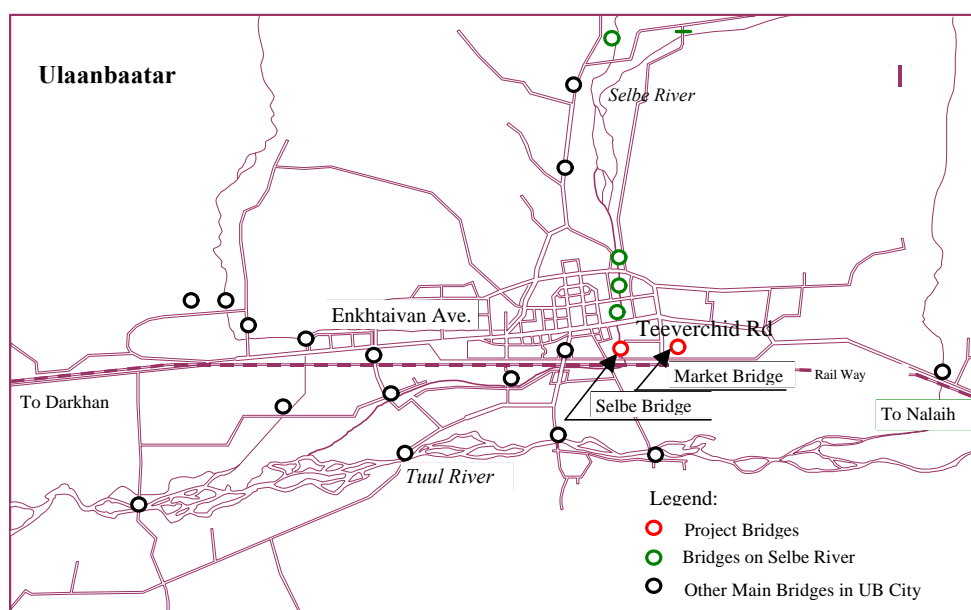 Ulaanbaatar
Selbe River
Enkhtaivan Ave.
Teeverchid Rd
Market Bridge
Rail Way
To Darkhan
Selbe Bridge
To Nalaih
Tuul River
Legend:
Project Bridges
Bridges on Selbe River
Other Main Bridges in UB City